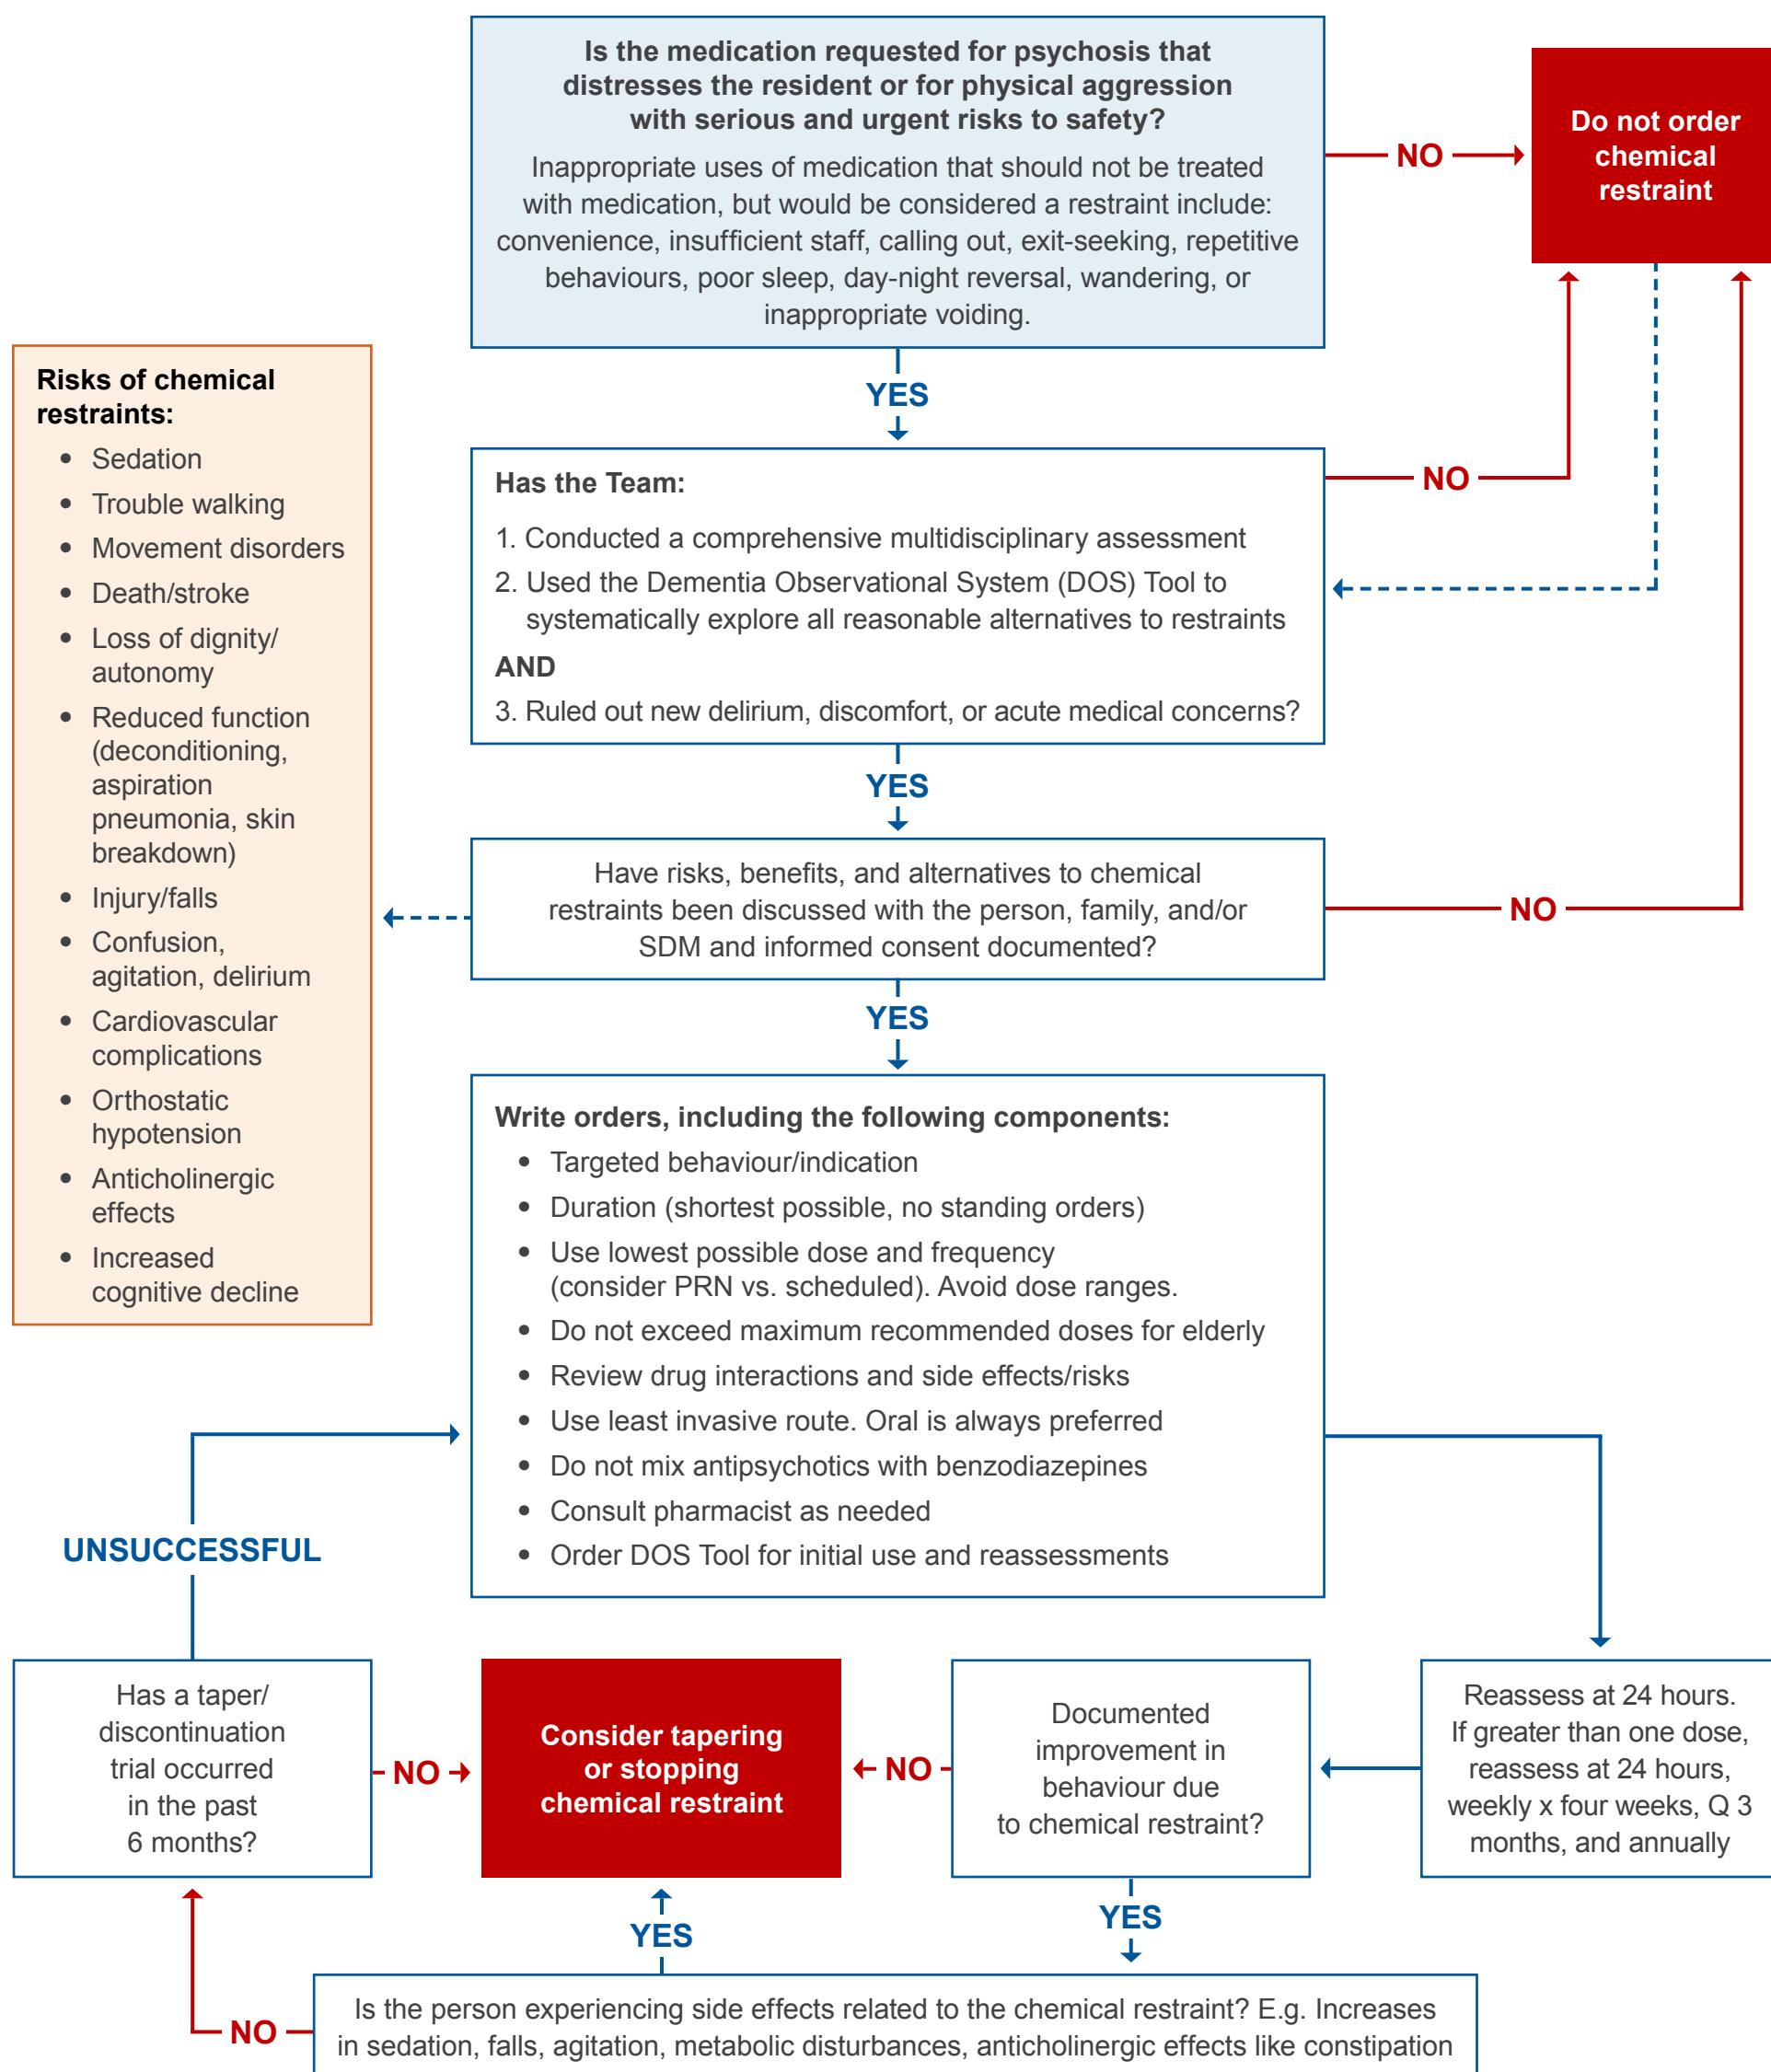 Is the medication requested for psychosis that
distresses the resident or for physical aggression
with serious and urgent risks to safety?
Inappropriate uses of medication that should not be treated
with medication, but would be considered a restraint include:
convenience, insufficient staff, calling out, exit-seeking, repetitive
behaviours, poor sleep, day-night reversal, wandering, or
inappropriate voiding.
NO
Do not order
chemical
restraint
YES
Has the Team:
1. Conducted a comprehensive multidisciplinary assessment
2. Used the Dementia Observational System (DOS) Tool to
systematically explore all reasonable alternatives to restraints
AND
3. Ruled out new delirium, discomfort, or acute medical concerns?
NO
YES
Risks of chemical
restraints:
• Sedation
• Trouble walking
• Movement disorders
• Death/stroke
• Loss of dignity/
autonomy
• Reduced function
(deconditioning,
aspiration
pneumonia, skin
breakdown)
• Injury/falls
• Confusion,
agitation, delirium
• Cardiovascular
complications
• Orthostatic
hypotension
• Anticholinergic
effects
• Increased
cognitive decline
Have risks, benefits, and alternatives to chemical
restraints been discussed with the person, family, and/or
SDM and informed consent documented?
NO
YES
Write orders, including the following components:
• Targeted behaviour/indication
• Duration (shortest possible, no standing orders)
• Use lowest possible dose and frequency
(consider PRN vs. scheduled). Avoid dose ranges.
• Do not exceed maximum recommended doses for elderly
• Review drug interactions and side effects/risks
• Use least invasive route. Oral is always preferred
• Do not mix antipsychotics with benzodiazepines
• Consult pharmacist as needed
• Order DOS Tool for initial use and reassessments
UNSUCCESSFUL
Has a taper/
discontinuation
trial occurred
in the past
6 months?
NO
Consider tapering
or stopping
chemical restraint
NO
Documented
improvement in
behaviour due
to chemical restraint?
Reassess at 24 hours.
If greater than one dose,
reassess at 24 hours,
weekly x four weeks, Q 3
months, and annually
YES
YES
NO
Is the person experiencing side effects related to the chemical restraint? E.g. Increases
in sedation, falls, agitation, metabolic disturbances, anticholinergic effects like constipation